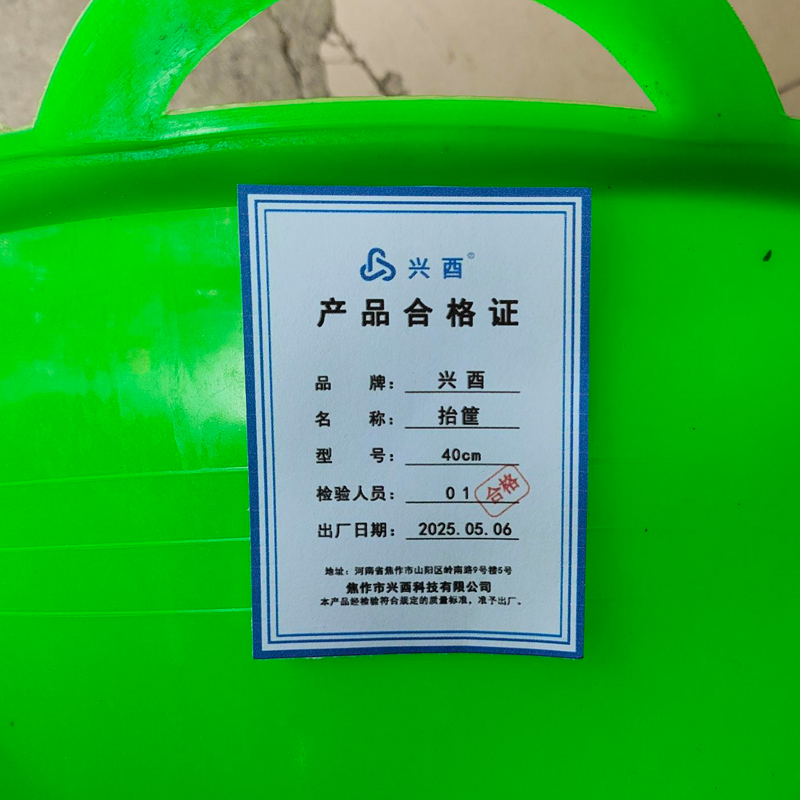 兴酉®
产品合格证
品 牌：兴酉
名 称：抬筐
型 号：40cm
检验人员：01
合格
出厂日期：2025.05.06
地址：河南省焦作市山阳区岭南路9号楼5号
焦作市兴酉科技有限公司
本产品经检验符合规定的质量标准，准予出厂。